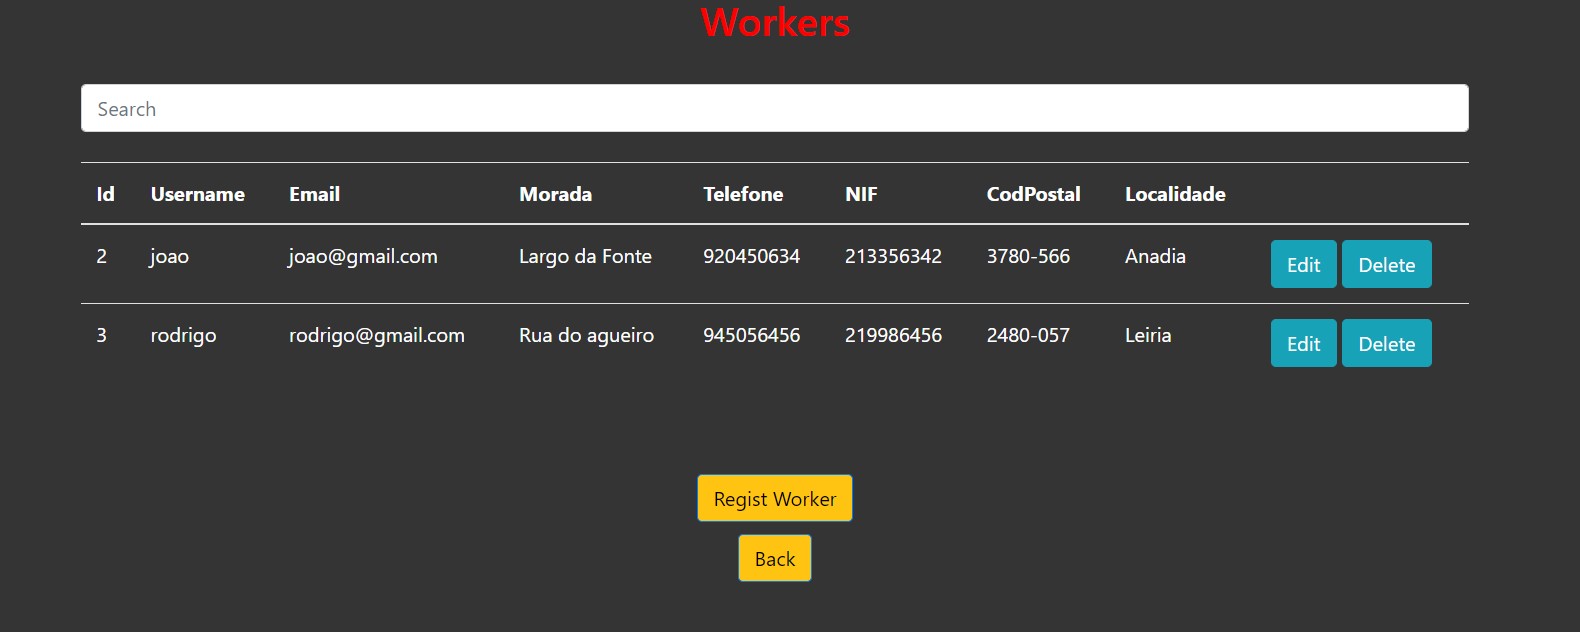 Workers
Search
Id Username Email Morada Telefone NIF CodPostal Localidade
2 joao joao@gmail.com Largo da Fonte 920450634 213356342 3780-566 Anadia Edit Delete
3 rodrigo rodrigo@gmail.com Rua do agueiro 945056456 219986456 2480-057 Leiria Edit Delete
Regist Worker
Back